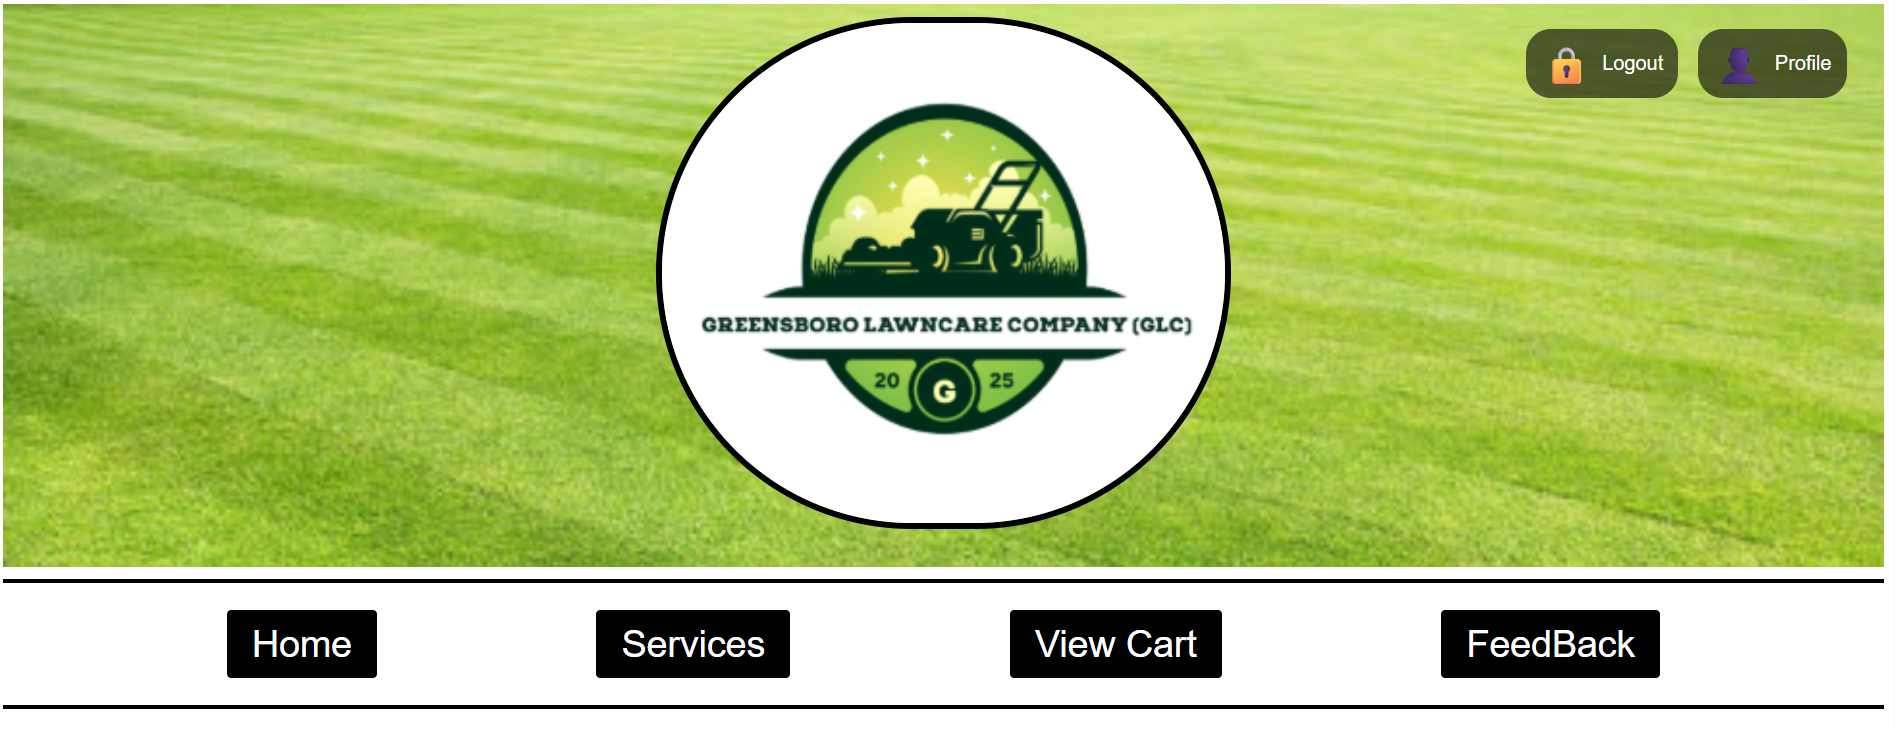 Logout
Profile
GREENSBORO LAWNCARE COMPANY (GLC)
20 G 25
Home
Services
View Cart
FeedBack